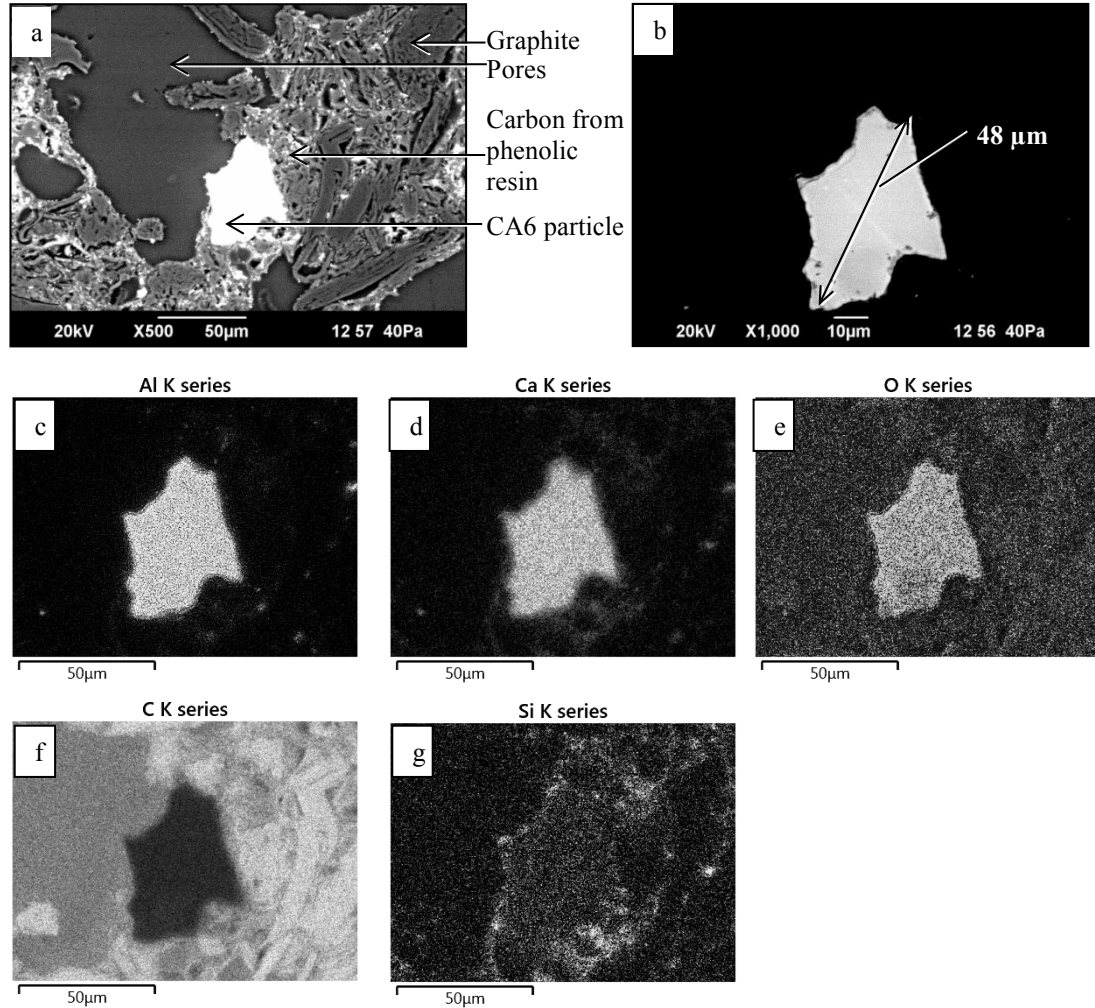 a
Graphite
Pores
Carbon from
phenolic
resin
CA6 particle
20kV X500 50µm 12 57 40Pa
b
48 µm
20kV X1,000 10µm 12 56 40Pa
Al K series
c
50µm
Ca K series
d
50µm
O K series
e
50µm
C K series
f
50µm
Si K series
g
50µm